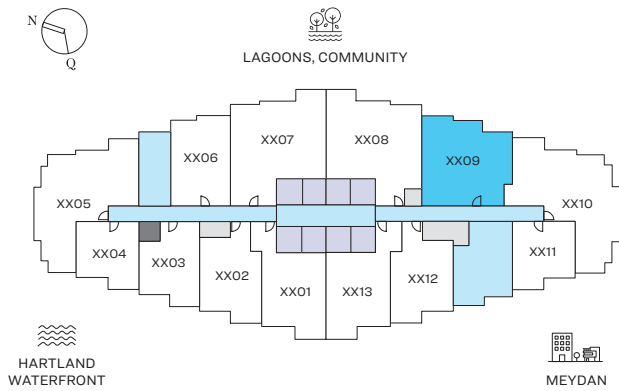 N
Q
LAGOONS, COMMUNITY
XX07
XX08
XX06
XX09
XX05
XX10
XX04
XX03
XX02
XX01
XX13
XX12
XX11
HARTLAND
WATERFRONT
MEYDAN